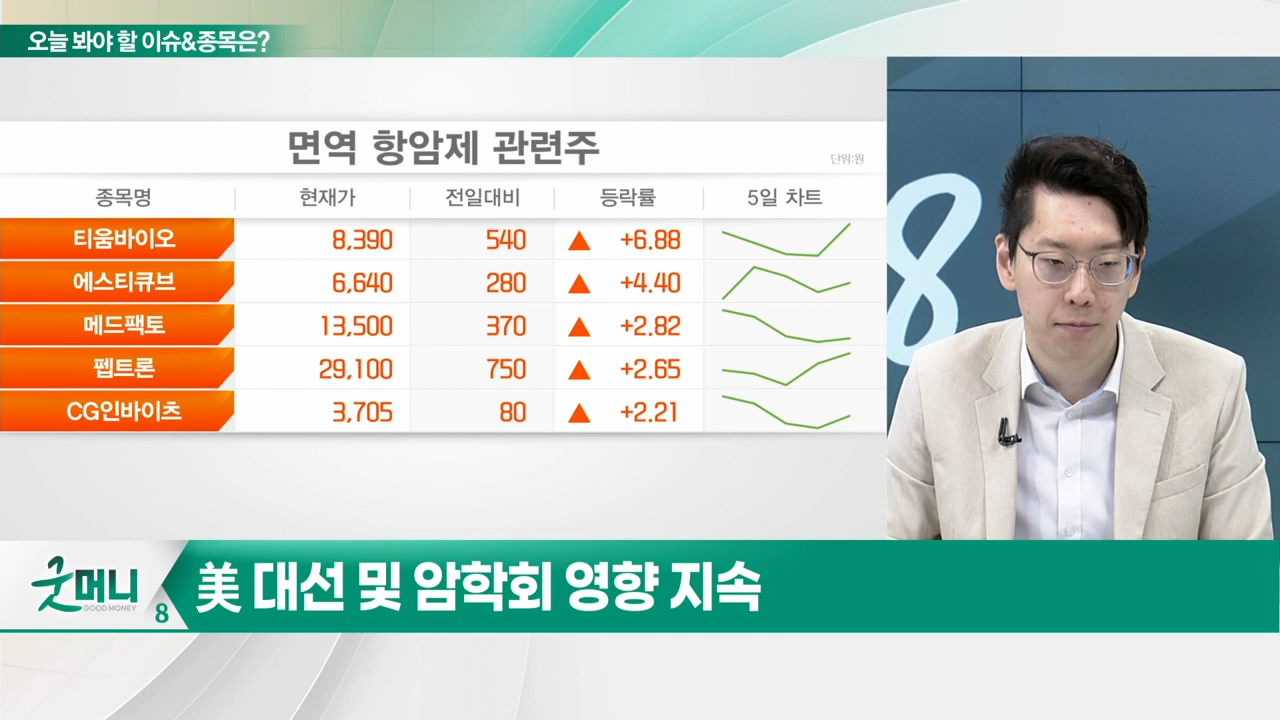 오늘 봐야 할 이슈&종목은?
면역 항암제 관련주
단위:원
종목명 현재가 전일대비 등락률 5일 차트
티움바이오 8,390 540 ▲ +6.88
에스티큐브 6,640 280 ▲ +4.40
메드팩토 13,500 370 ▲ +2.82
펩트론 29,100 750 ▲ +2.65
CG인바이츠 3,705 80 ▲ +2.21
8
굿머니
GOOD MONEY
8
美 대선 및 암학회 영향 지속